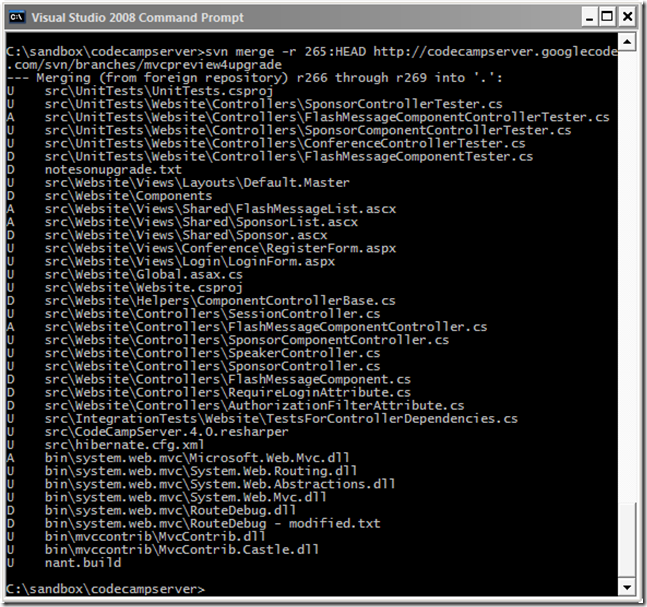 Visual Studio 2008 Command Prompt
C:\sandbox\codecampserver>svn merge -r 265:HEAD http://codecampserver.googlecode
.com/svn/branches/mvcpreview4upgrade
--- Merging (from foreign repository) r266 through r269 into '.':
U    src\UnitTests\UnitTests.csproj
U    src\UnitTests\Website\Controllers\SponsorControllerTester.cs
A    src\UnitTests\Website\Controllers\FlashMessageComponentControllerTester.cs
U    src\UnitTests\Website\Controllers\SponsorComponentControllerTester.cs
U    src\UnitTests\Website\Controllers\ConferenceControllerTester.cs
D    src\UnitTests\Website\Controllers\FlashMessageComponentTester.cs
D    notesonupgrade.txt
U    src\Website\Views\Layouts\Default.Master
D    src\Website\Components
A    src\Website\Views\Shared\FlashMessageList.ascx
A    src\Website\Views\Shared\SponsorList.ascx
D    src\Website\Views\Shared\Sponsor.ascx
U    src\Website\Views\Conference\RegisterForm.aspx
U    src\Website\Views\Login\LoginForm.aspx
U    src\Website\Global.asax.cs
U    src\Website\Website.csproj
D    src\Website\Helpers\ComponentControllerBase.cs
U    src\Website\Controllers\SessionController.cs
A    src\Website\Controllers\FlashMessageComponentController.cs
U    src\Website\Controllers\SponsorComponentController.cs
U    src\Website\Controllers\SpeakerController.cs
U    src\Website\Controllers\SponsorController.cs
D    src\Website\Controllers\FlashMessageComponent.cs
D    src\Website\Controllers\RequireLoginAttribute.cs
D    src\Website\Controllers\AuthorizationFilterAttribute.cs
U    src\IntegrationTests\Website\TestsForControllerDependencies.cs
U    src\CodeCampServer.4.0.resharper
U    src\hibernate.cfg.xml
A    bin\system.web.mvc\Microsoft.Web.Mvc.dll
U    bin\system.web.mvc\System.Web.Routing.dll
U    bin\system.web.mvc\System.Web.Abstractions.dll
U    bin\system.web.mvc\System.Web.Mvc.dll
D    bin\system.web.mvc\RouteDebug.dll
D    bin\system.web.mvc\RouteDebug - modified.txt
U    bin\mvccontrib\MvcContrib.dll
U    bin\mvccontrib\MvcContrib.Castle.dll
U    nant.build
C:\sandbox\codecampserver>